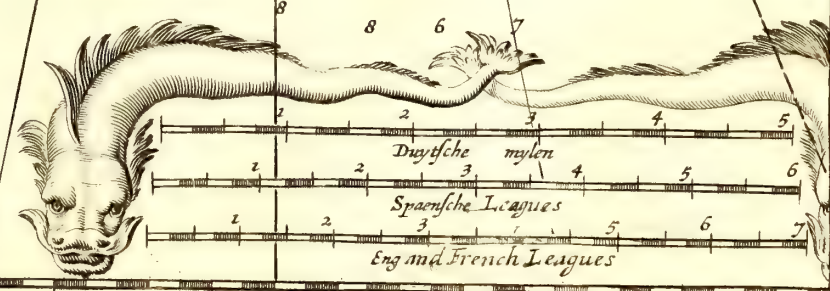 8
8 6 7
1 2 3 4 5
Duytſche mylen
1 2 3 4 5 6
Spaenſche Leagues
1 2 3 4 5 6 7
Eng and French Leagues